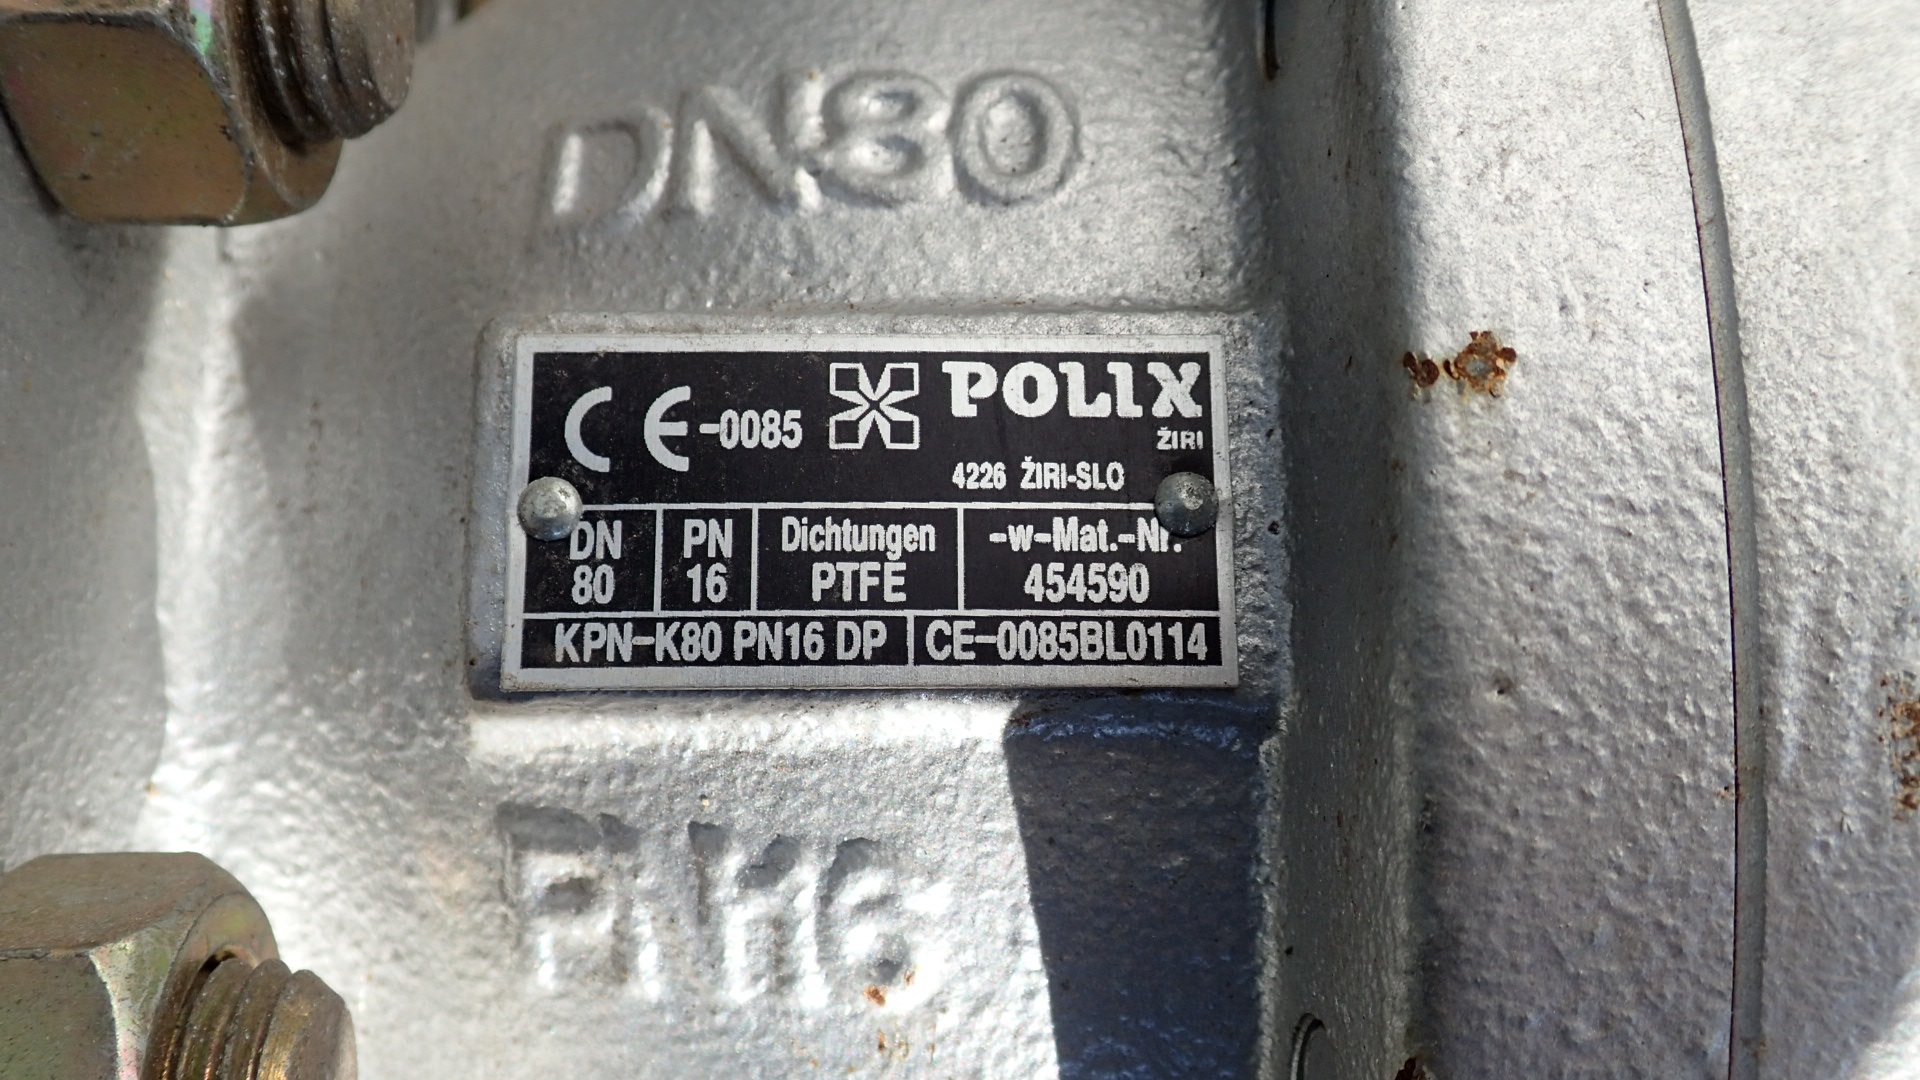 DN80
CE-0085 POLIX
ŽIRI
4226 ŽIRI-SLO
DN PN Dichtungen -w-Mat.-Nr.
80 16 PTFE 454590
KPN-K80 PN16 DP CE-0085BL0114
PN16